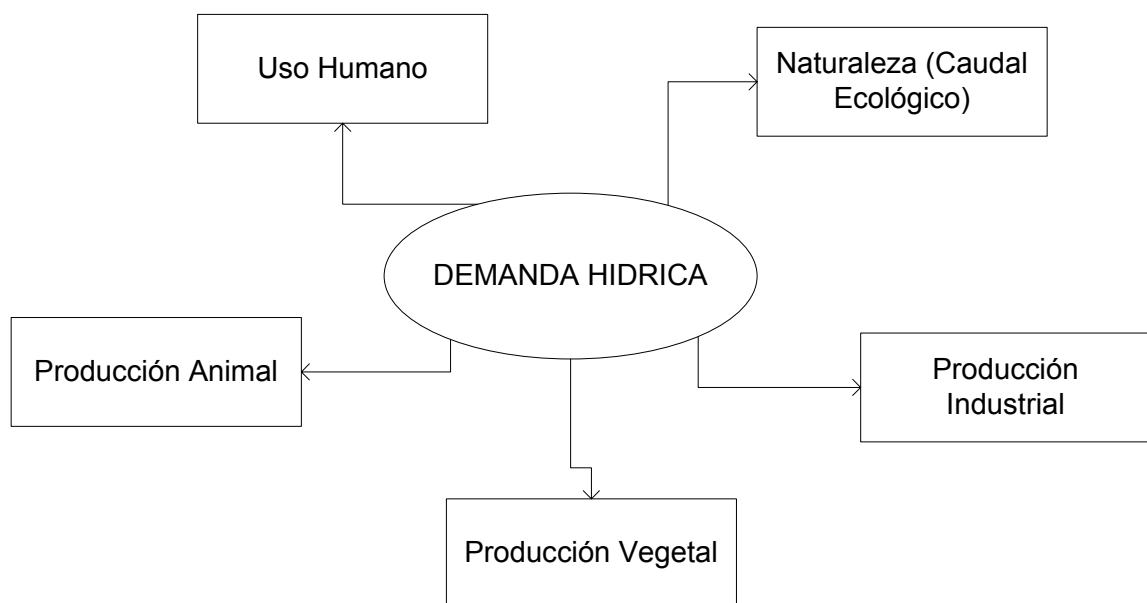 Uso Humano
Naturaleza (Caudal
Ecológico)
DEMANDA HIDRICA
Producción Animal
Producción
Industrial
Producción Vegetal